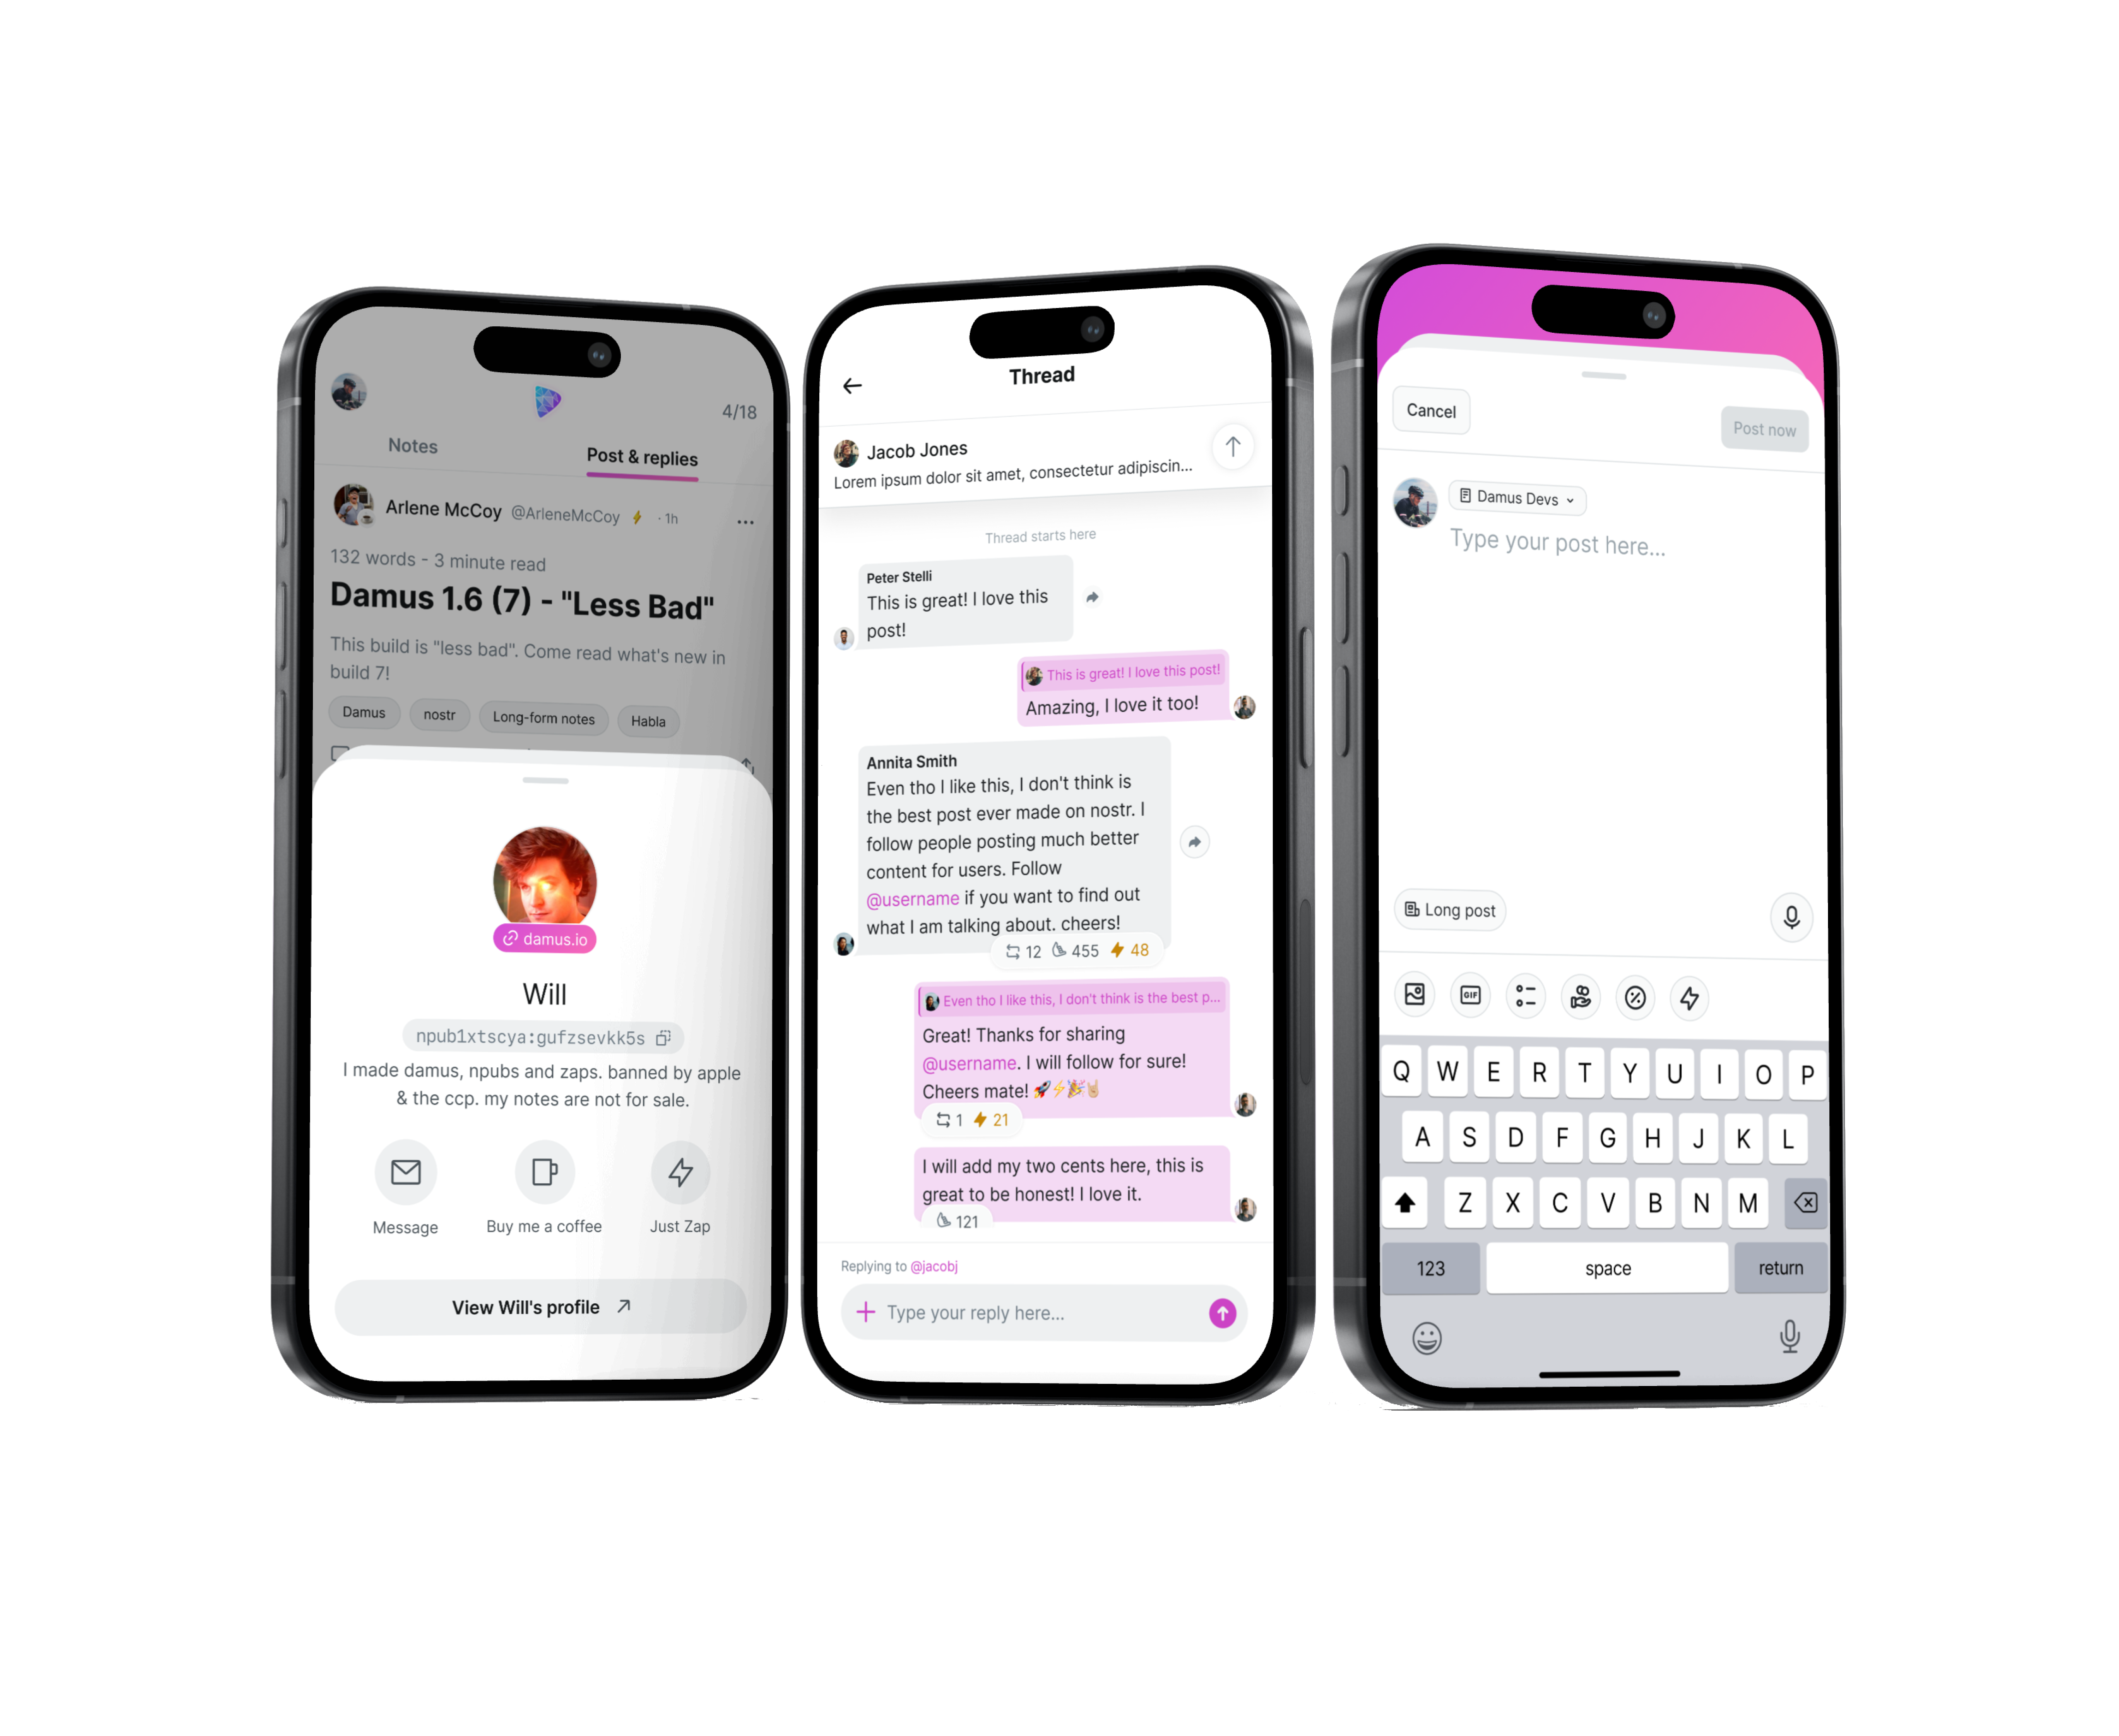 4/18
Notes
Post & replies
Arlene McCoy @ArleneMcCoy · 1h
132 words - 3 minute read
Damus 1.6 (7) - "Less Bad"
This build is "less bad". Come read what's new in
build 7!
Damus nostr Long-form notes Habla
damus.io
Will
npub1xtscya:gufzsevkk5s
I made damus, npubs and zaps. banned by apple
& the ccp. my notes are not for sale.
Message Buy me a coffee Just Zap
View Will's profile
Thread
Jacob Jones
Lorem ipsum dolor sit amet, consectetur adipiscin...
Thread starts here
Peter Stelli
This is great! I love this
post!
This is great! I love this post!
Amazing, I love it too!
Annita Smith
Even tho I like this, I don't think is
the best post ever made on nostr. I
follow people posting much better
content for users. Follow
@username if you want to find out
what I am talking about. cheers!
12 455 48
Even tho I like this, I don't think is the best p...
Great! Thanks for sharing
@username. I will follow for sure!
Cheers mate! 🚀⚡🎉🤘🏼
1 21
I will add my two cents here, this is
great to be honest! I love it.
121
Replying to @jacobj
Type your reply here...
Cancel
Post now
Damus Devs
Type your post here...
Long post
GIF
Q W E R T Y U I O P
A S D F G H J K L
Z X C V B N M
123 space return